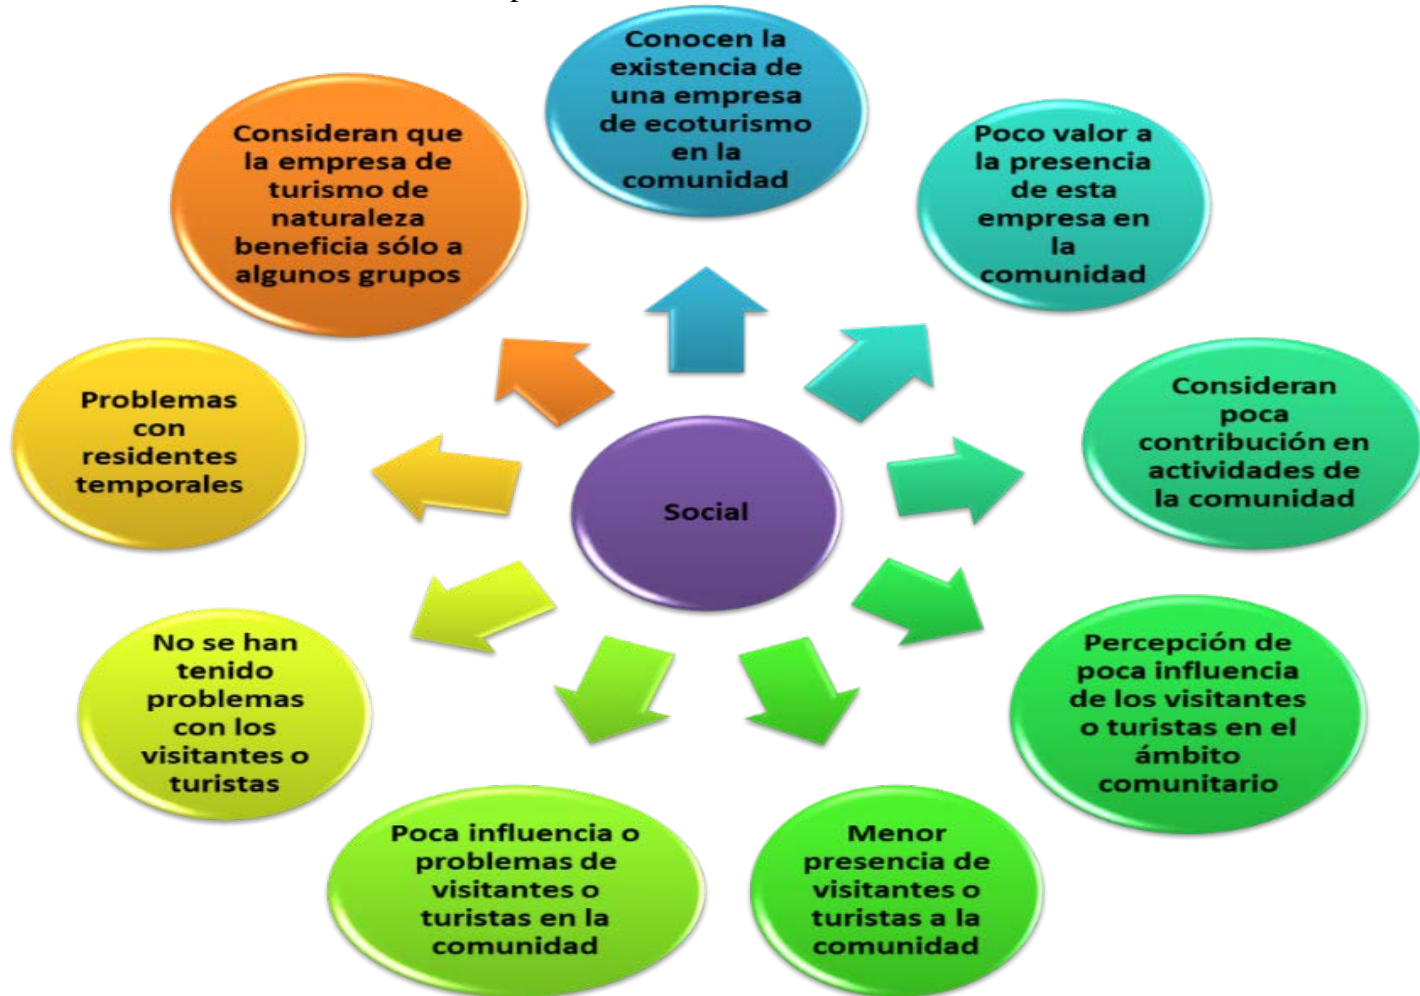 Conocen la
existencia de
una empresa
de ecoturismo
en la
comunidad
Poco valor a
la presencia
de esta
empresa en
la
comunidad
Consideran
poca
contribución en
actividades de
la comunidad
Percepción de
poca influencia
de los visitantes
o turistas en el
ámbito
comunitario
Menor
presencia de
visitantes o
turistas a la
comunidad
Poca influencia o
problemas de
visitantes o
turistas en la
comunidad
No se han
tenido
problemas
con los
visitantes o
turistas
Problemas
con
residentes
temporales
Consideran que
la empresa de
turismo de
naturaleza
beneficia sólo a
algunos grupos
Social